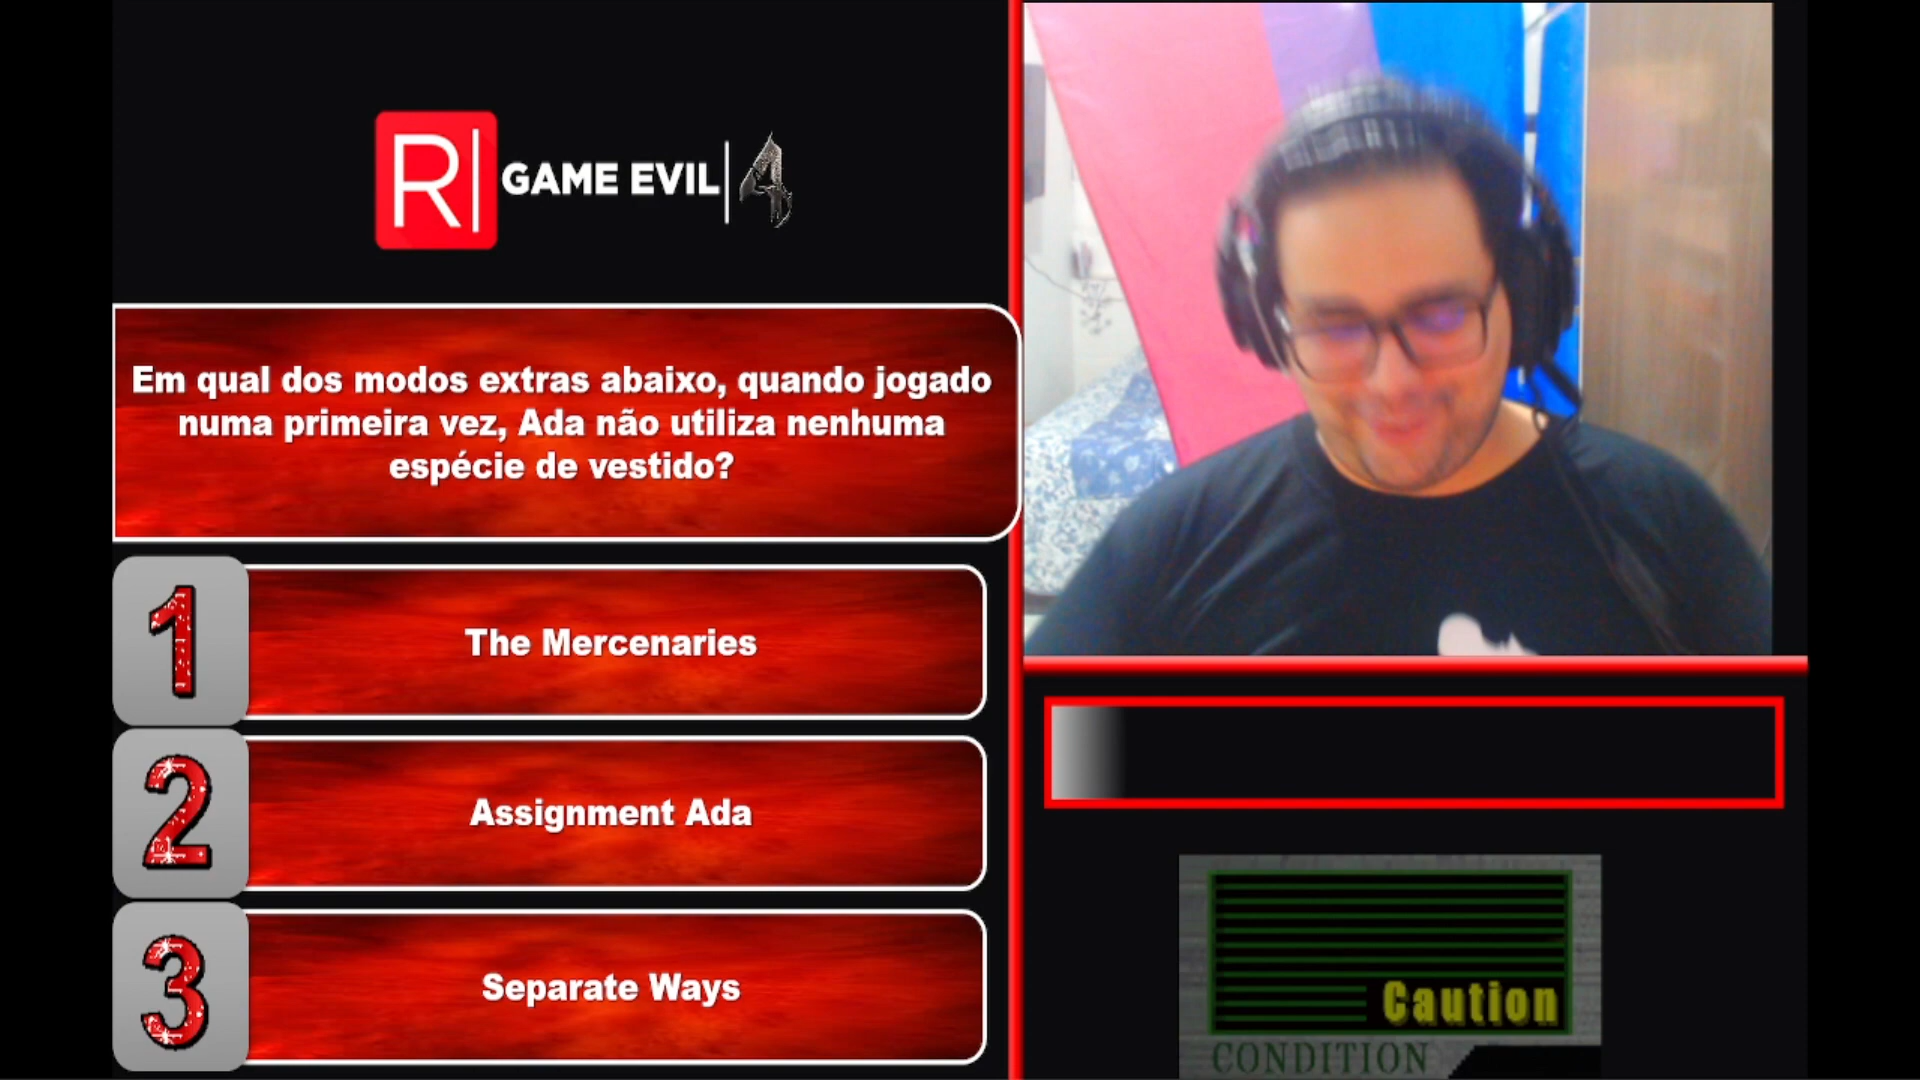 R|
GAME EVIL|4
Em qual dos modos extras abaixo, quando jogado
numa primeira vez, Ada não utiliza nenhuma
espécie de vestido?
1
The Mercenaries
2
Assignment Ada
3
Separate Ways
Caution
CONDITION